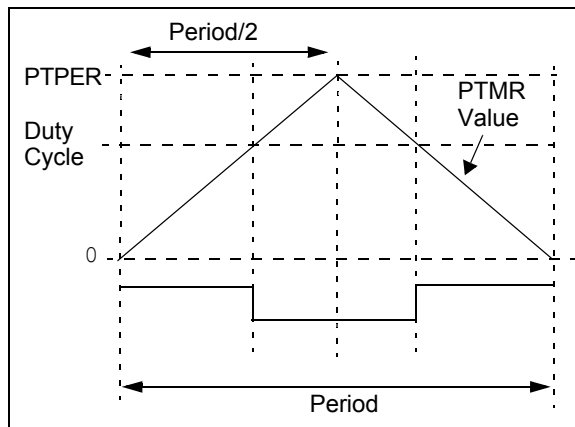 Period/2
PTPER
PTMR
Value
Duty
Cycle
0
Period